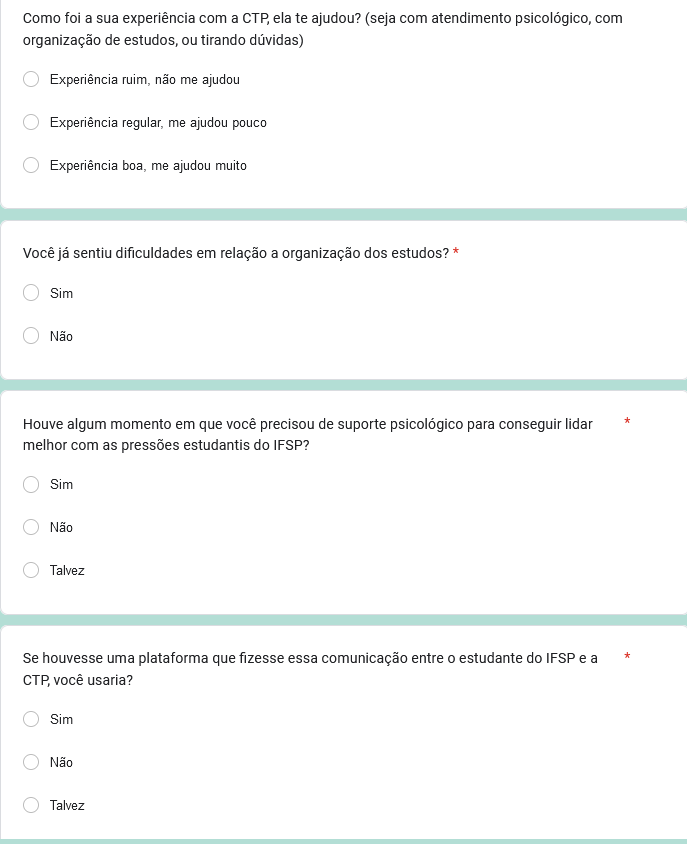 Como foi a sua experiência com a CTP, ela te ajudou? (seja com atendimento psicológico, com
organização de estudos, ou tirando dúvidas)
Experiência ruim, não me ajudou
Experiência regular, me ajudou pouco
Experiência boa, me ajudou muito
Você já sentiu dificuldades em relação a organização dos estudos? *
Sim
Não
Houve algum momento em que você precisou de suporte psicológico para conseguir lidar *
melhor com as pressões estudantis do IFSP?
Sim
Não
Talvez
Se houvesse uma plataforma que fizesse essa comunicação entre o estudante do IFSP e a *
CTP, você usaria?
Sim
Não
Talvez